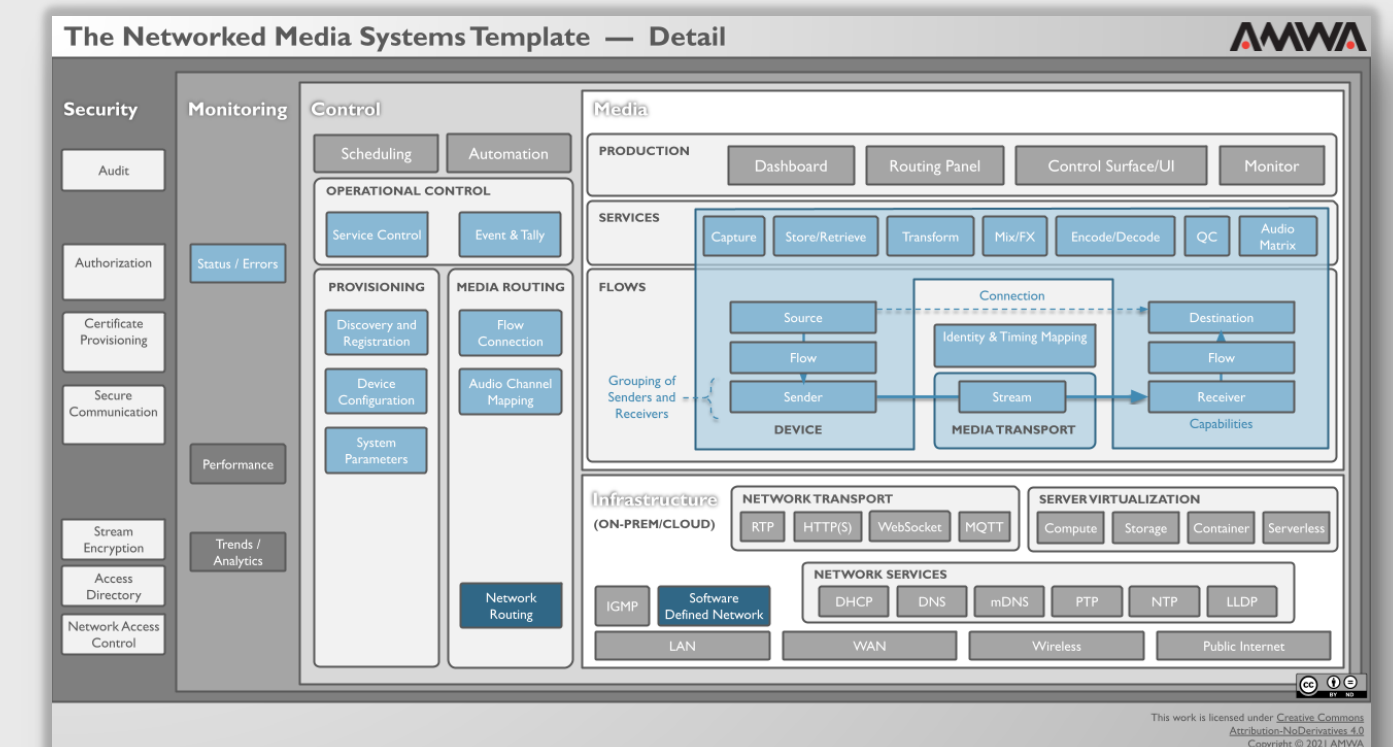 The Networked Media Systems Template — Detail
AMWA
Security
Audit
Authorization
Certificate
Provisioning
Secure
Communication
Stream
Encryption
Access
Directory
Network Access
Control
Monitoring
Status / Errors
Performance
Trends /
Analytics
Control
Scheduling
Automation
OPERATIONAL CONTROL
Service Control
Event & Tally
PROVISIONING
Discovery and
Registration
Device
Configuration
System
Parameters
MEDIA ROUTING
Flow
Connection
Audio Channel
Mapping
Network
Routing
Media
PRODUCTION
Dashboard
Routing Panel
Control Surface/UI
Monitor
SERVICES
Capture
Store/Retrieve
Transform
Mix/FX
Encode/Decode
QC
Audio
Matrix
FLOWS
Connection
Source
Destination
Identity & Timing Mapping
Flow
Flow
Grouping of
Senders and
Receivers
Sender
Stream
Receiver
DEVICE
MEDIA TRANSPORT
Capabilities
Infrastructure
(ON-PREM/CLOUD)
NETWORK TRANSPORT
RTP
HTTP(S)
WebSocket
MQTT
SERVER VIRTUALIZATION
Compute
Storage
Container
Serverless
NETWORK SERVICES
DHCP
DNS
mDNS
PTP
NTP
LLDP
IGMP
Software
Defined Network
LAN
WAN
Wireless
Public Internet
cc
BY ND
This work is licensed under Creative Commons
Attribution-NoDerivatives 4.0
Copyright © 2021 AMWA